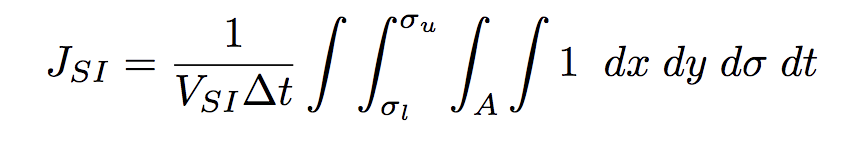 J_{SI} = \frac{1}{V_{SI} \Delta t} \int \int_{\sigma_l}^{\sigma_u} \int_A \int 1 \; dx \; dy \; d\sigma \; dt